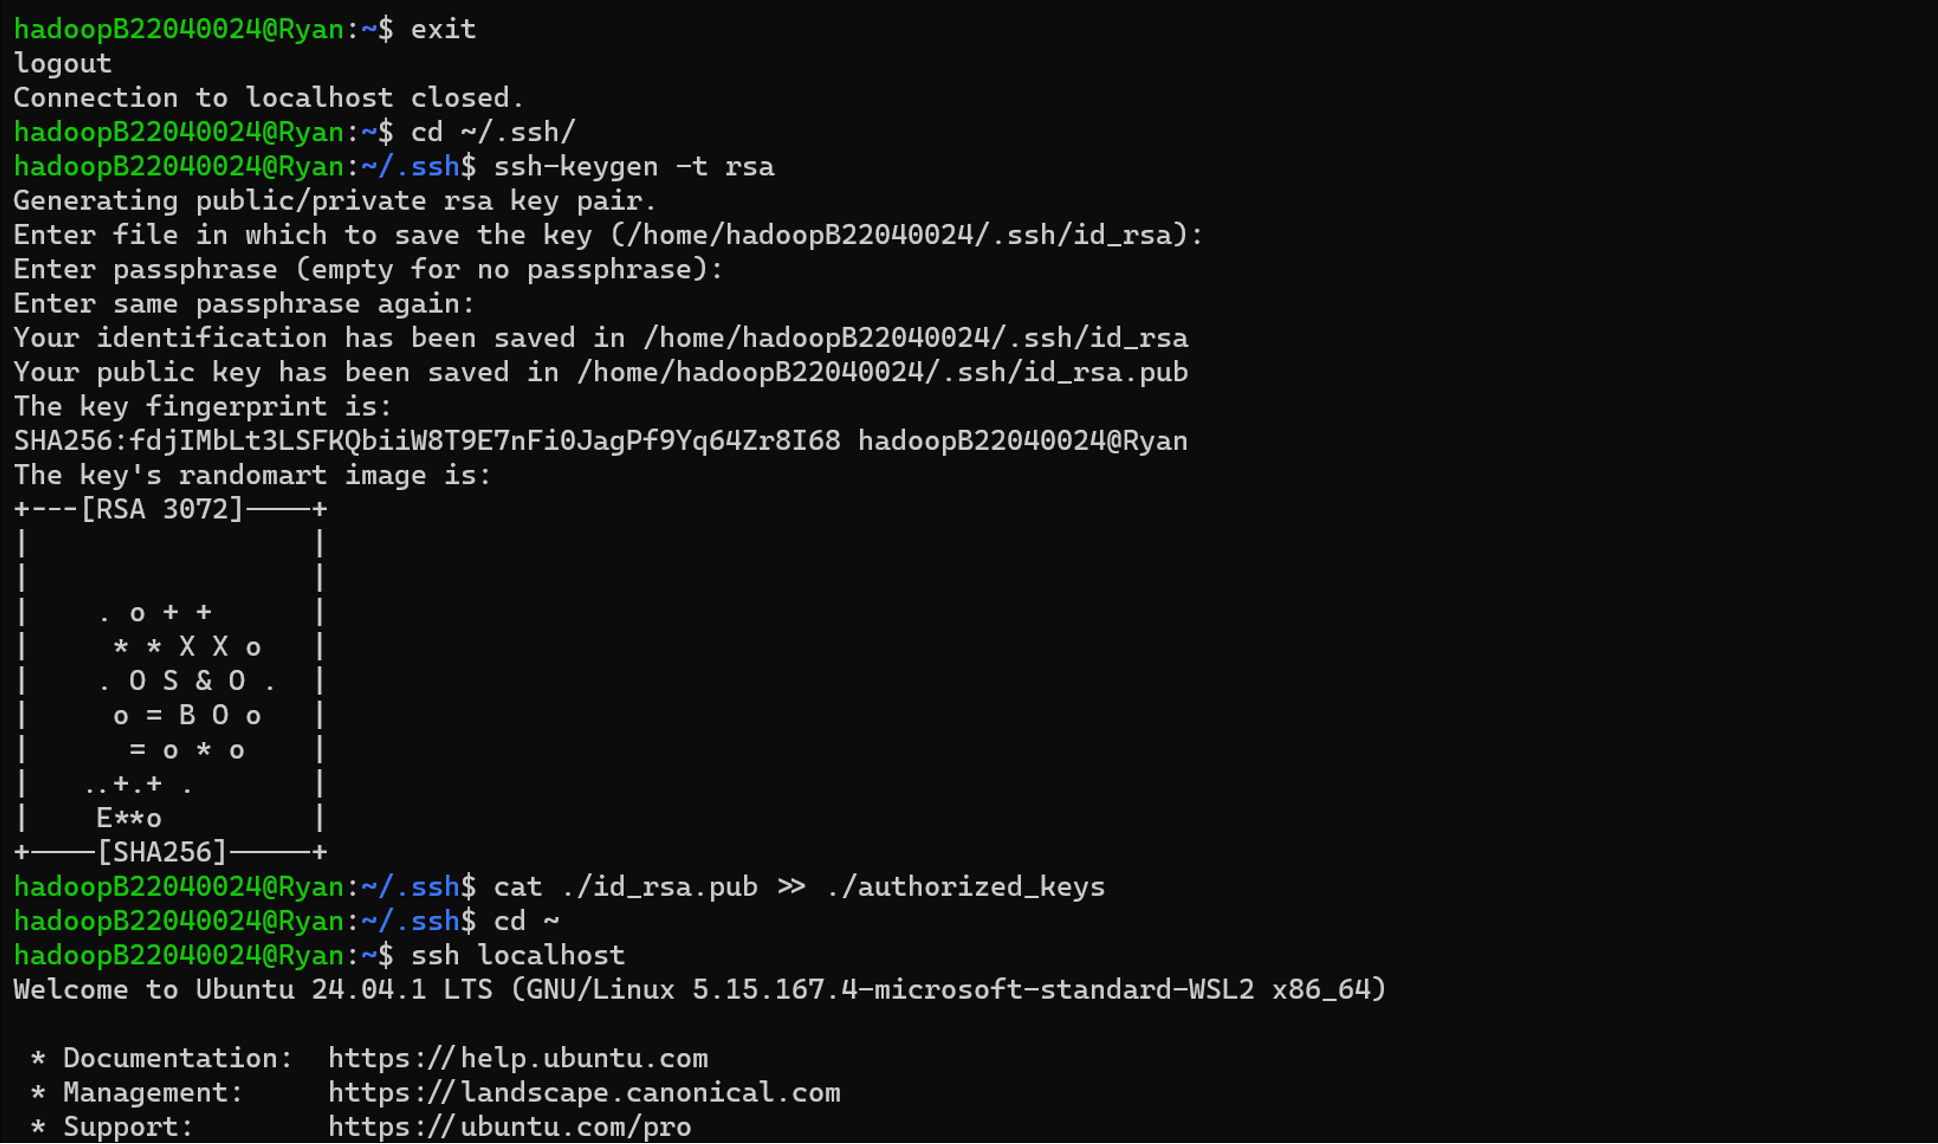 hadoopB22040024@Ryan:~$ exit
logout
Connection to localhost closed.
hadoopB22040024@Ryan:~$ cd ~/.ssh/
hadoopB22040024@Ryan:~/.ssh$ ssh-keygen -t rsa
Generating public/private rsa key pair.
Enter file in which to save the key (/home/hadoopB22040024/.ssh/id_rsa):
Enter passphrase (empty for no passphrase):
Enter same passphrase again:
Your identification has been saved in /home/hadoopB22040024/.ssh/id_rsa
Your public key has been saved in /home/hadoopB22040024/.ssh/id_rsa.pub
The key fingerprint is:
SHA256:fdjIMbLt3LSFKQbiiW8T9E7nFi0JagPf9Yq64Zr8I68 hadoopB22040024@Ryan
The key's randomart image is:
+---[RSA 3072]----+
|                 |
|                 |
|    . o + +      |
|     * * X X o   |
|    . O S & O .  |
|     o = B O o   |
|      = o * o    |
|   ..+.+ .       |
|    E**o         |
+----[SHA256]-----+
hadoopB22040024@Ryan:~/.ssh$ cat ./id_rsa.pub >> ./authorized_keys
hadoopB22040024@Ryan:~/.ssh$ cd ~
hadoopB22040024@Ryan:~$ ssh localhost
Welcome to Ubuntu 24.04.1 LTS (GNU/Linux 5.15.167.4-microsoft-standard-WSL2 x86_64)
* Documentation:  https://help.ubuntu.com
* Management:     https://landscape.canonical.com
* Support:        https://ubuntu.com/pro